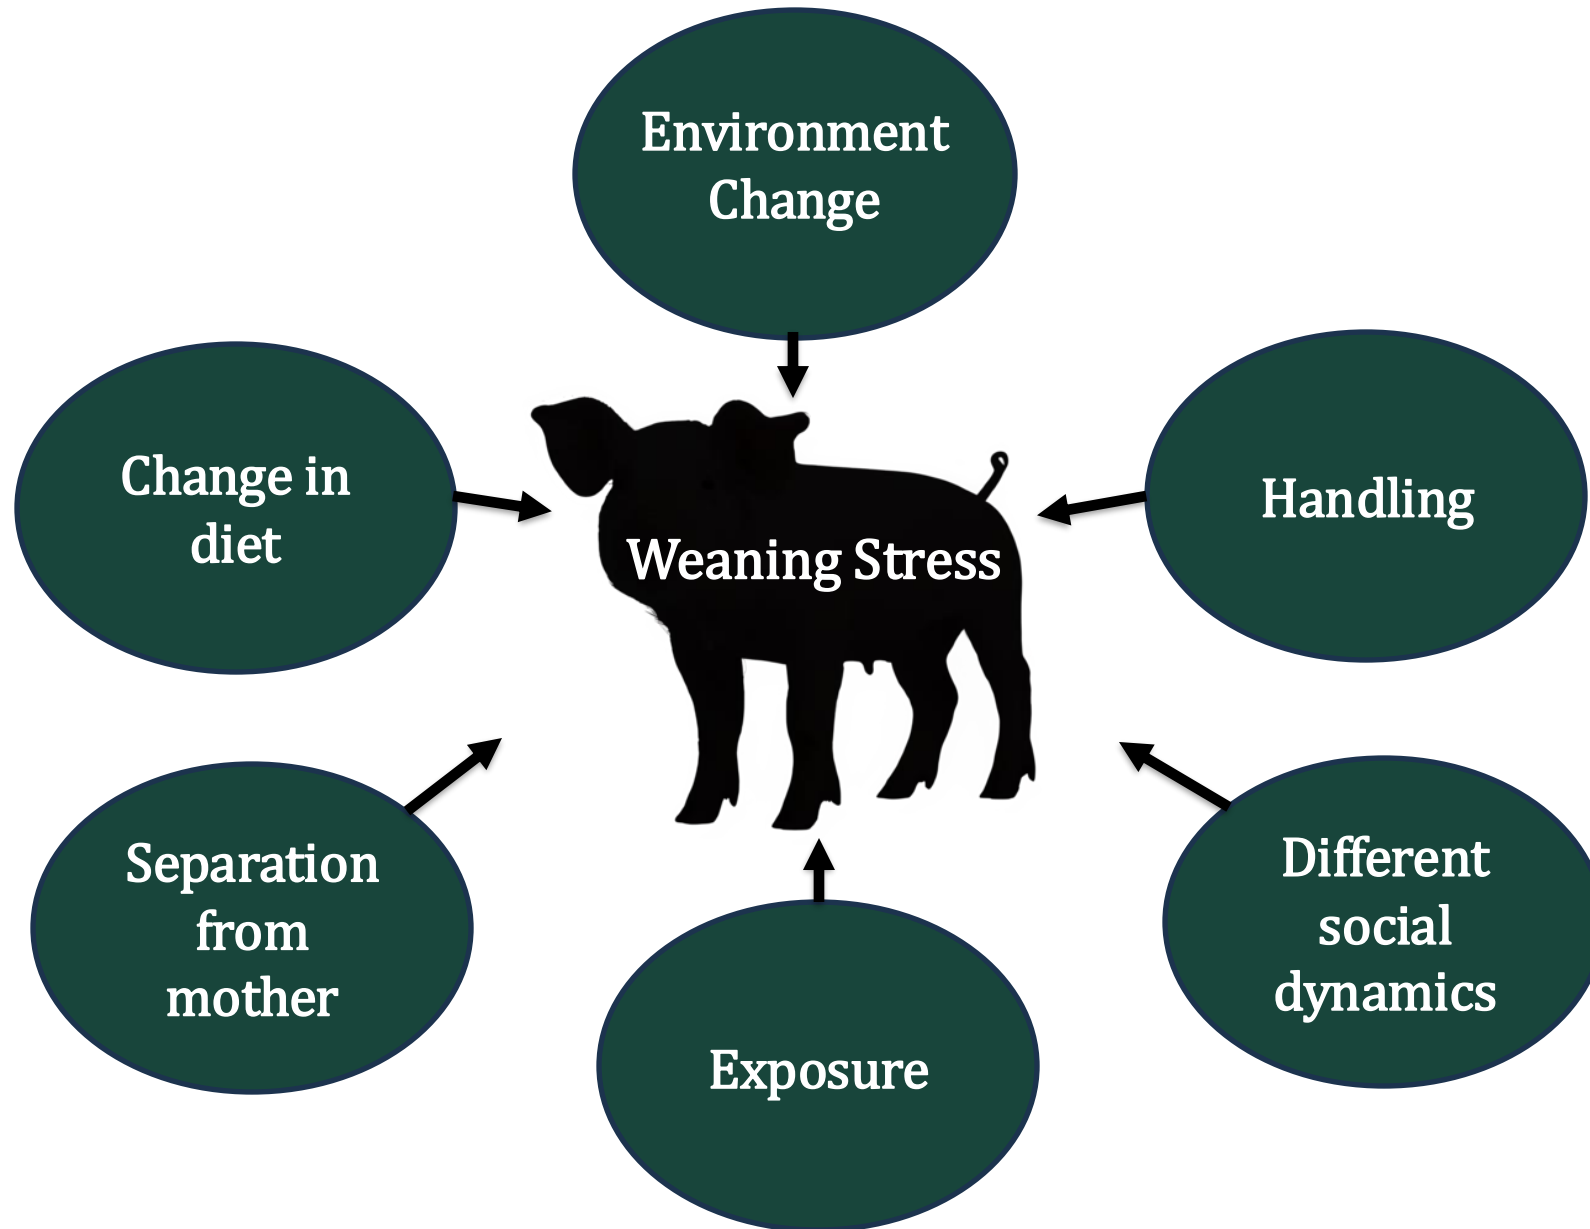 Environment
Change
Change in
diet
Handling
Weaning Stress
Separation
from
mother
Different
social
dynamics
Exposure